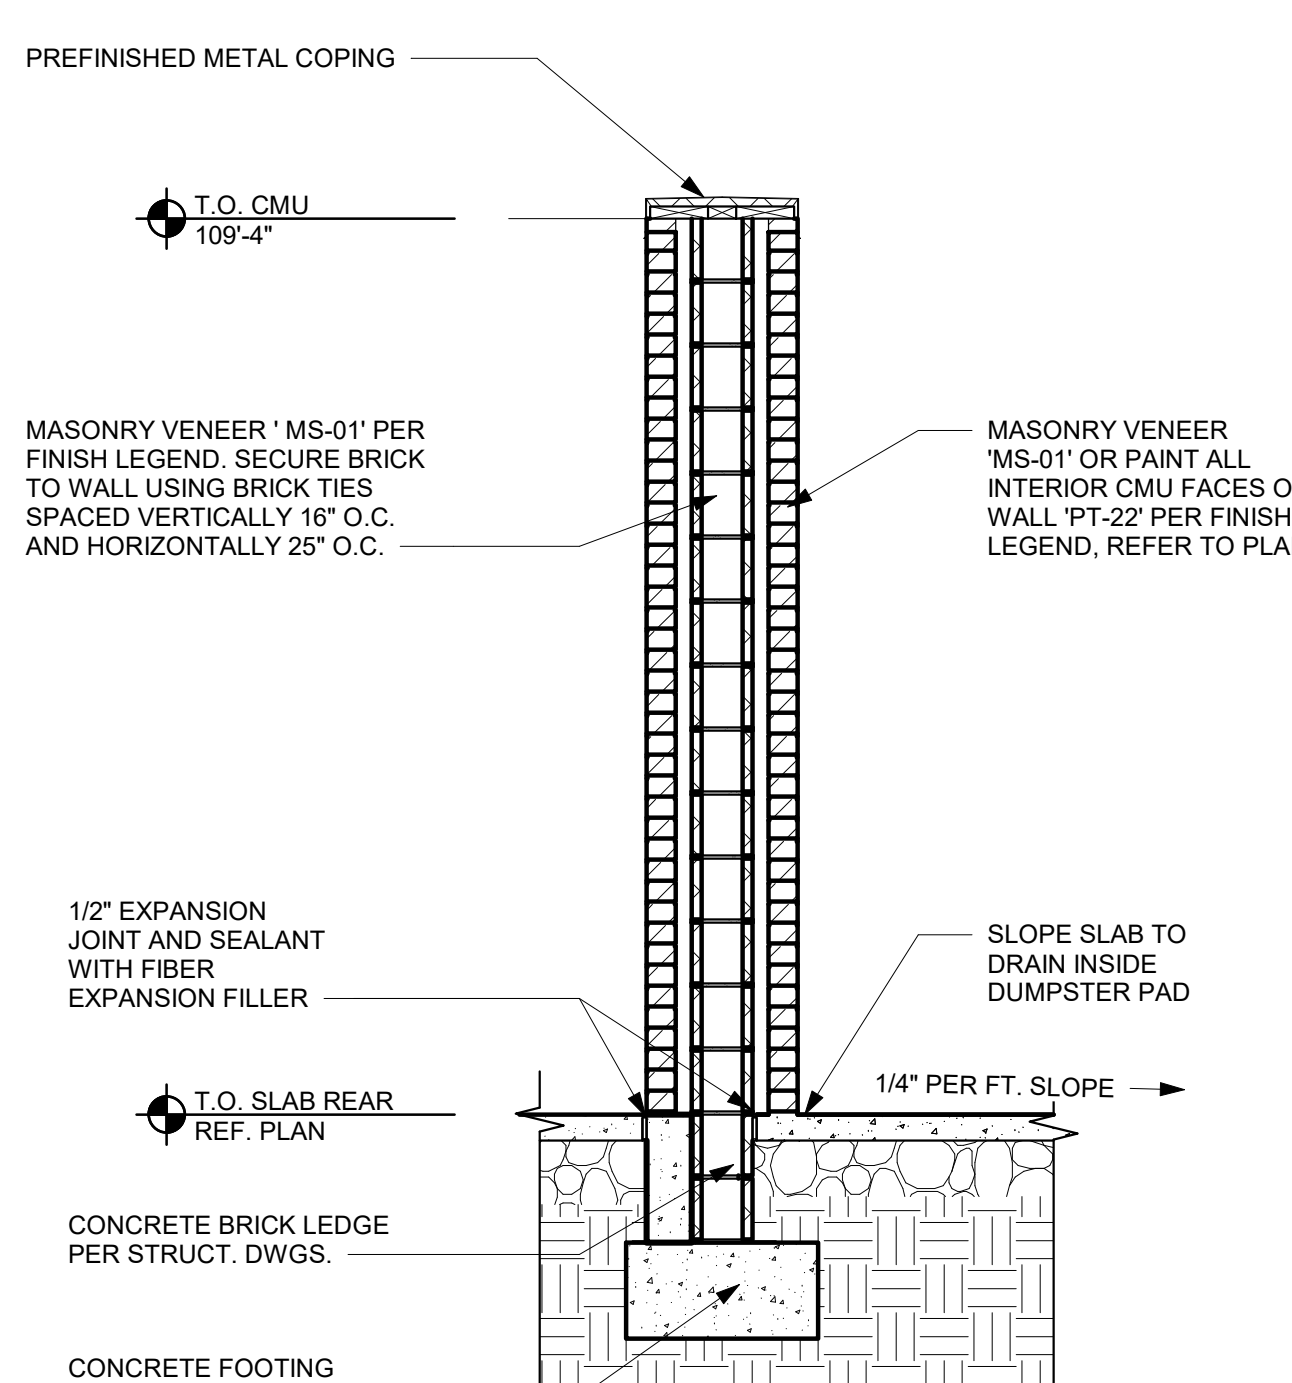 PREFINISHED METAL COPING
T.O. CMU
109'-4"
MASONRY VENEER ' MS-01' PER
FINISH LEGEND. SECURE BRICK
TO WALL USING BRICK TIES
SPACED VERTICALLY 16" O.C.
AND HORIZONTALLY 25" O.C.
MASONRY VENEER
'MS-01' OR PAINT ALL
INTERIOR CMU FACES
WALL 'PT-22' PER FINISH
LEGEND, REFER TO
1/2" EXPANSION
JOINT AND SEALANT
WITH FIBER
EXPANSION FILLER
SLOPE SLAB TO
DRAIN INSIDE
DUMPSTER PAD
1/4" PER FT. SLOPE
T.O. SLAB REAR
REF. PLAN
CONCRETE BRICK LEDGE
PER STRUCT. DWGS.
CONCRETE FOOTING